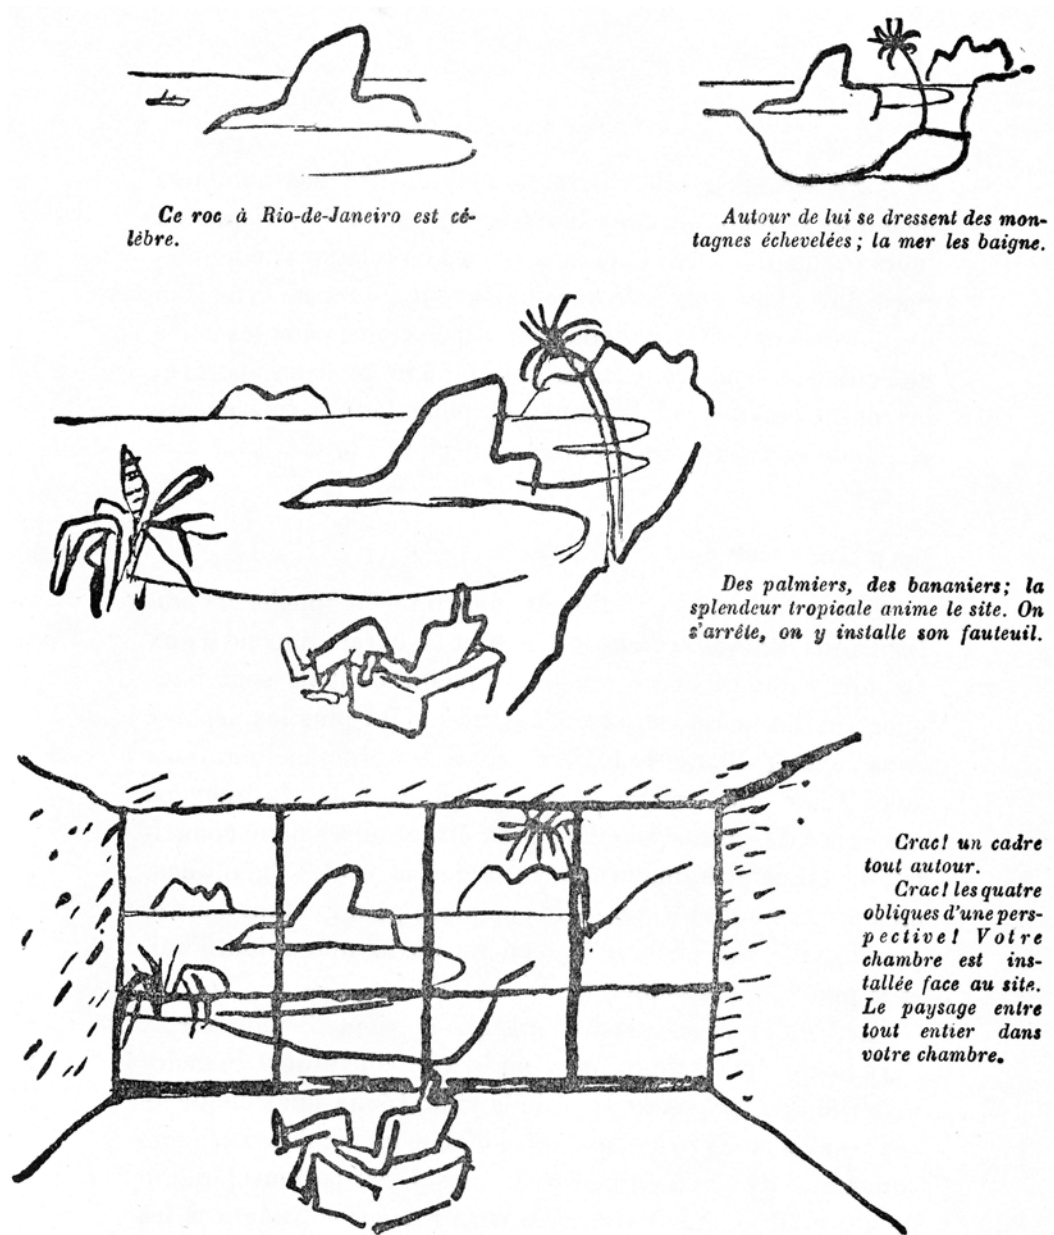 Ce roc à Rio-de-Janeiro est cé-
lèbre.
Autour de lui se dressent des mon-
tagnes échevelées ; la mer les baigne.
Des palmiers, des bananiers ; la
splendeur tropicale anime le site. On
s'arrête, on y installe son fauteuil.
Crac! un cadre
tout autour.
Crac! les quatre
obliques d'une pers-
pective! Votre
chambre est ins-
tallée face au site.
Le paysage entre
tout entier dans
votre chambre.